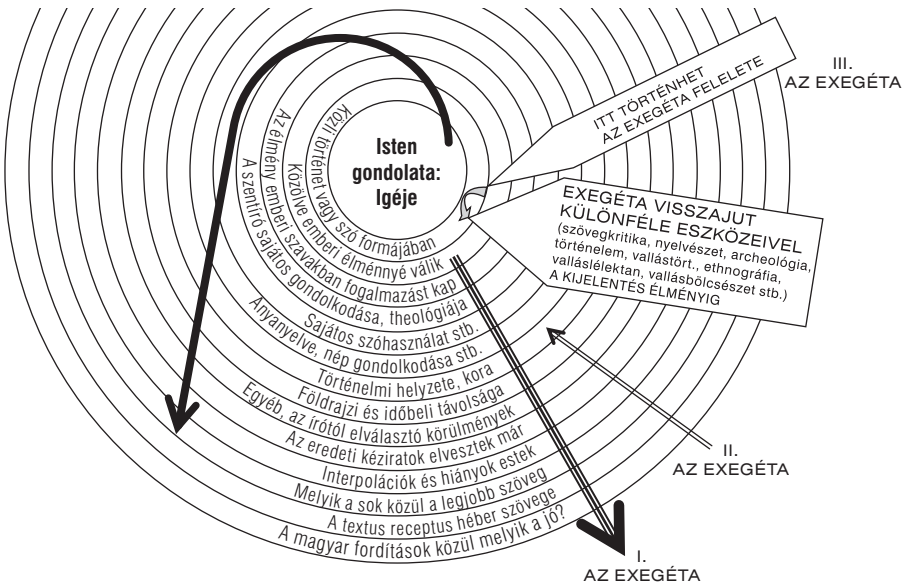 Isten
gondolata:
Igéje
Közli történet vagy szó formájában
Közölve emberi élménnyé válik
Az élmény emberi szavakban fogalmazást kap
A szentíró sajátos gondolkodása, theológiája
Sajátos szóhasználat stb.
Anyanyelve, nép gondolkodása stb.
Történelmi helyzete, kora
Földrajzi és időbeli távolsága
Egyéb, az írótól elválasztó körülmények
Az eredeti kéziratok elvesztek már
Interpolációk és hiányok estek
Melyik a sok közül a legjobb szöveg
A textus receptus héber szövege
A magyar fordítások közül melyik a jó?
ITT TÖRTÉNHET
AZ EXEGÉTA FELELETE
III.
AZ EXEGÉTA
EXEGÉTA VISSZAJUT
KÜLÖNFÉLE ESZKÖZEIVEL
(szövegkritika, nyelvészet, archeológia,
történelem, vallástört., ethnográfia,
valláslélektan, vallásbölcsészet stb.)
A KIJELENTÉS ÉLMÉNYIG
II.
AZ EXEGÉTA
I.
AZ EXEGÉTA